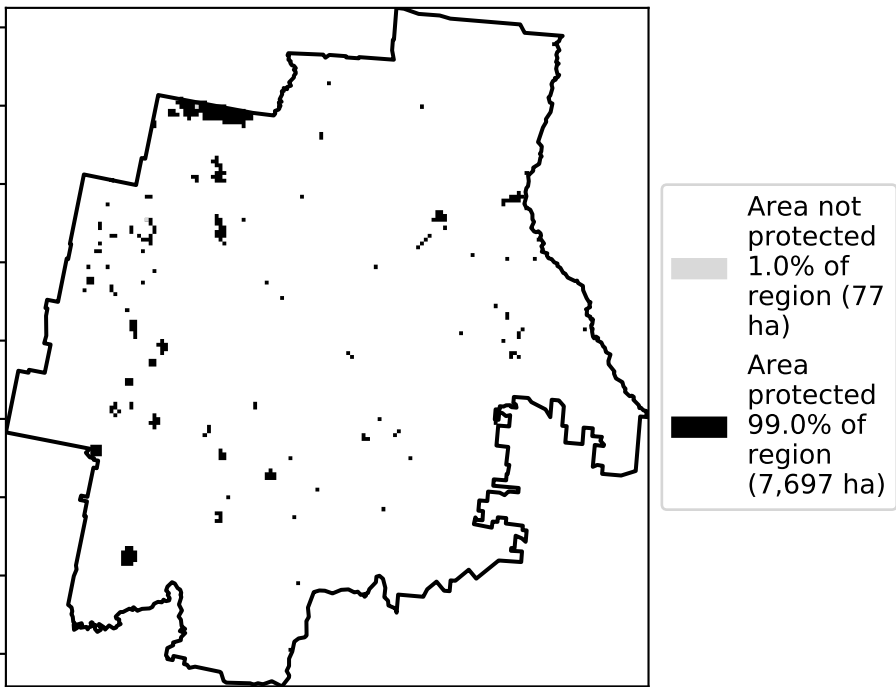 Area not
protected
1.0% of
region (77
ha)
Area
protected
99.0% of
region
(7,697 ha)